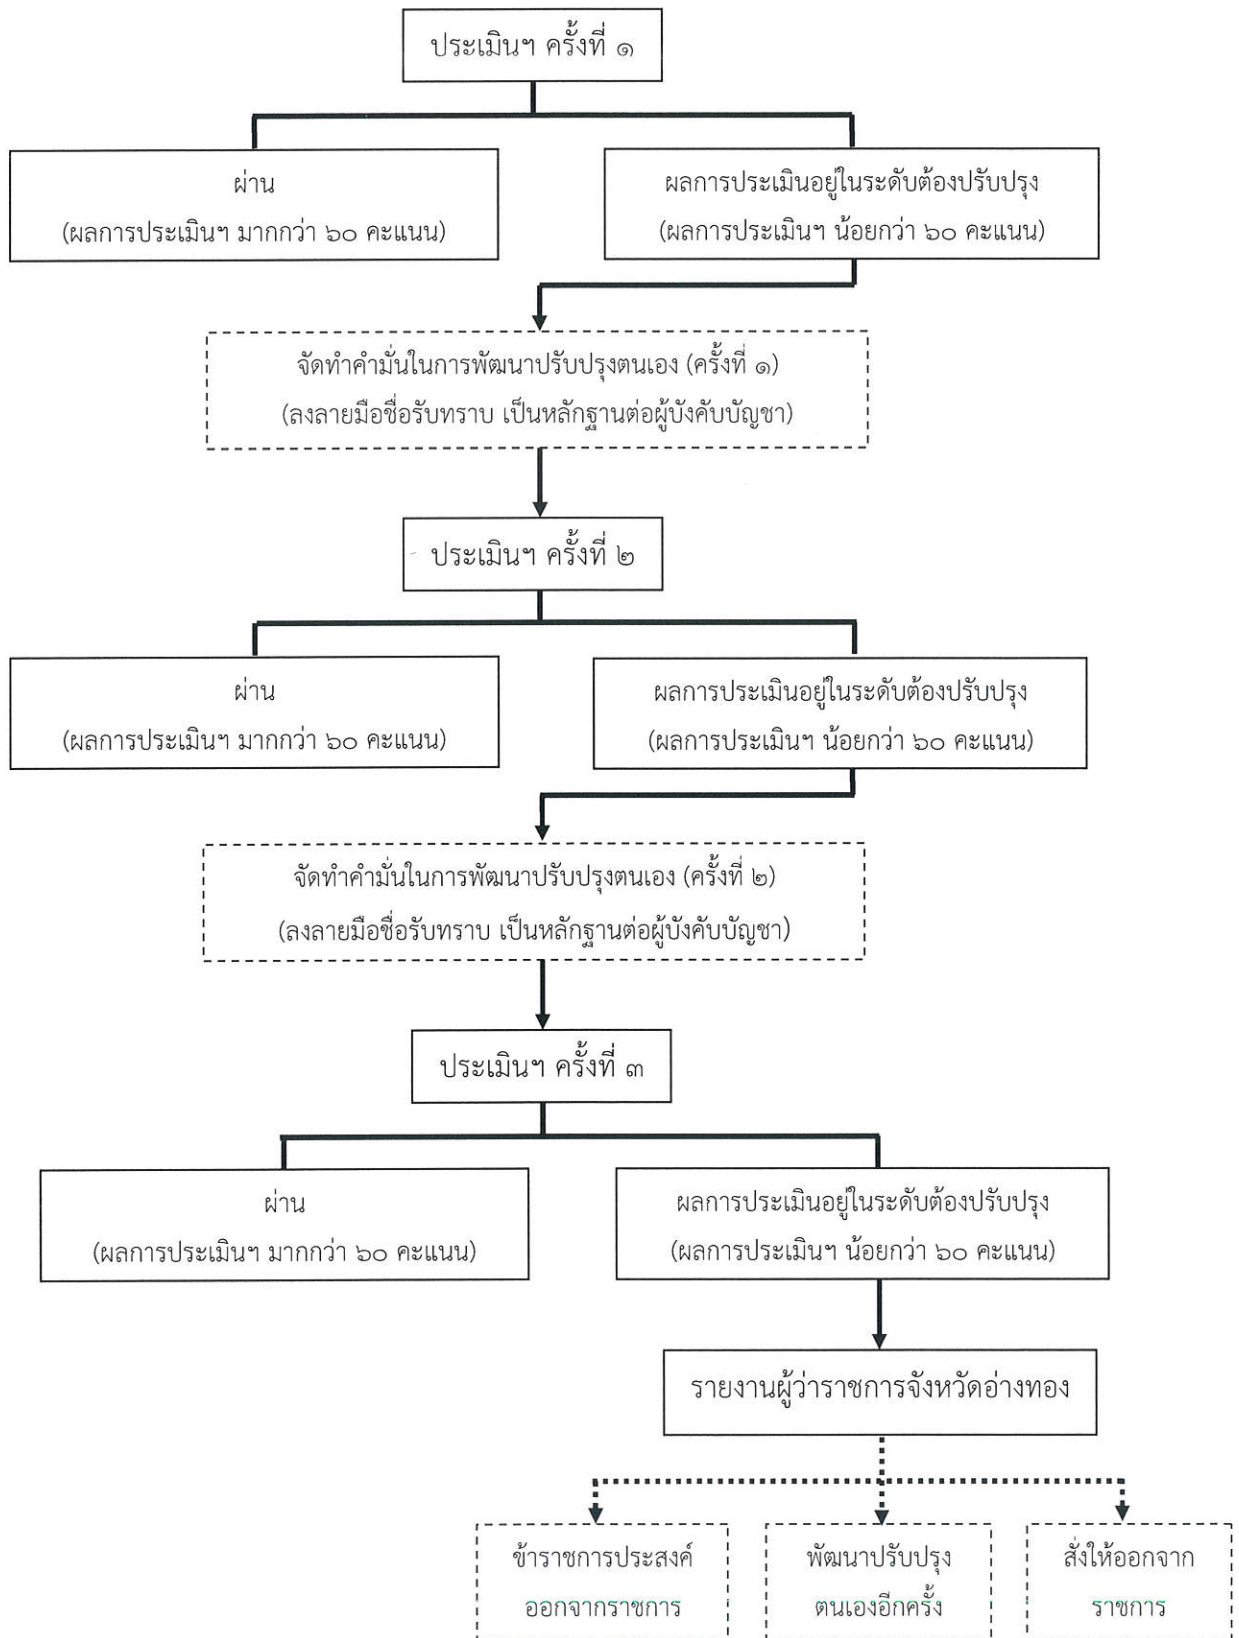 ประเมินฯ ครั้งที่ ๑
ผ่าน
(ผลการประเมินฯ มากกว่า ๖๐ คะแนน)
ผลการประเมินอยู่ในระดับต้องปรับปรุง
(ผลการประเมินฯ น้อยกว่า ๖๐ คะแนน)
จัดทำคำมั่นในการพัฒนาปรับปรุงตนเอง (ครั้งที่ ๑)
(ลงลายมือชื่อรับทราบ เป็นหลักฐานต่อผู้บังคับบัญชา)
ประเมินฯ ครั้งที่ ๒
ผ่าน
(ผลการประเมินฯ มากกว่า ๖๐ คะแนน)
ผลการประเมินอยู่ในระดับต้องปรับปรุง
(ผลการประเมินฯ น้อยกว่า ๖๐ คะแนน)
จัดทำคำมั่นในการพัฒนาปรับปรุงตนเอง (ครั้งที่ ๒)
(ลงลายมือชื่อรับทราบ เป็นหลักฐานต่อผู้บังคับบัญชา)
ประเมินฯ ครั้งที่ ๓
ผ่าน
(ผลการประเมินฯ มากกว่า ๖๐ คะแนน)
ผลการประเมินอยู่ในระดับต้องปรับปรุง
(ผลการประเมินฯ น้อยกว่า ๖๐ คะแนน)
รายงานผู้ว่าราชการจังหวัดอ่างทอง
ข้าราชการประสงค์
ออกจากราชการ
พัฒนาปรับปรุง
ตนเองอีกครั้ง
สั่งให้ออกจาก
ราชการ